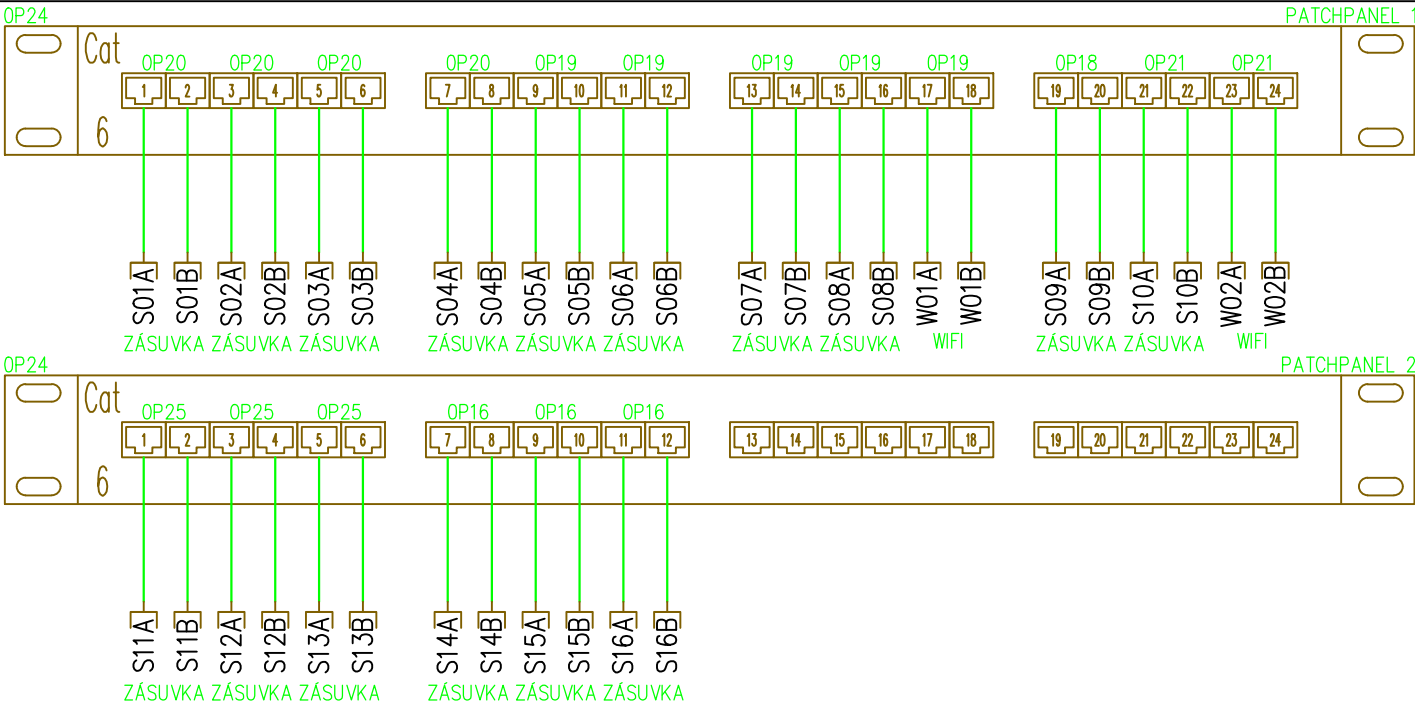 OP24 PATCHPANEL 1
Cat
OP20 OP20 OP20 OP20 OP19 OP19 OP19 OP19 OP19 OP18 OP21 OP21
1 2 3 4 5 6 7 8 9 10 11 12 13 14 15 16 17 18 19 20 21 22 23 24
6
S01A S01B S02A S02B S03A S03B S04A S04B S05A S05B S06A S06B S07A S07B S08A S08B W01A W01B S09A S09B S10A S10B W02A W02B
ZÁSUVKA ZÁSUVKA ZÁSUVKA ZÁSUVKA ZÁSUVKA ZÁSUVKA ZÁSUVKA ZÁSUVKA WIFI ZÁSUVKA ZÁSUVKA WIFI
OP24 PATCHPANEL 2
Cat
OP25 OP25 OP25 OP16 OP16 OP16
1 2 3 4 5 6 7 8 9 10 11 12 13 14 15 16 17 18 19 20 21 22 23 24
6
S11A S11B S12A S12B S13A S13B S14A S14B S15A S15B S16A S16B
ZÁSUVKA ZÁSUVKA ZÁSUVKA ZÁSUVKA ZÁSUVKA ZÁSUVKA